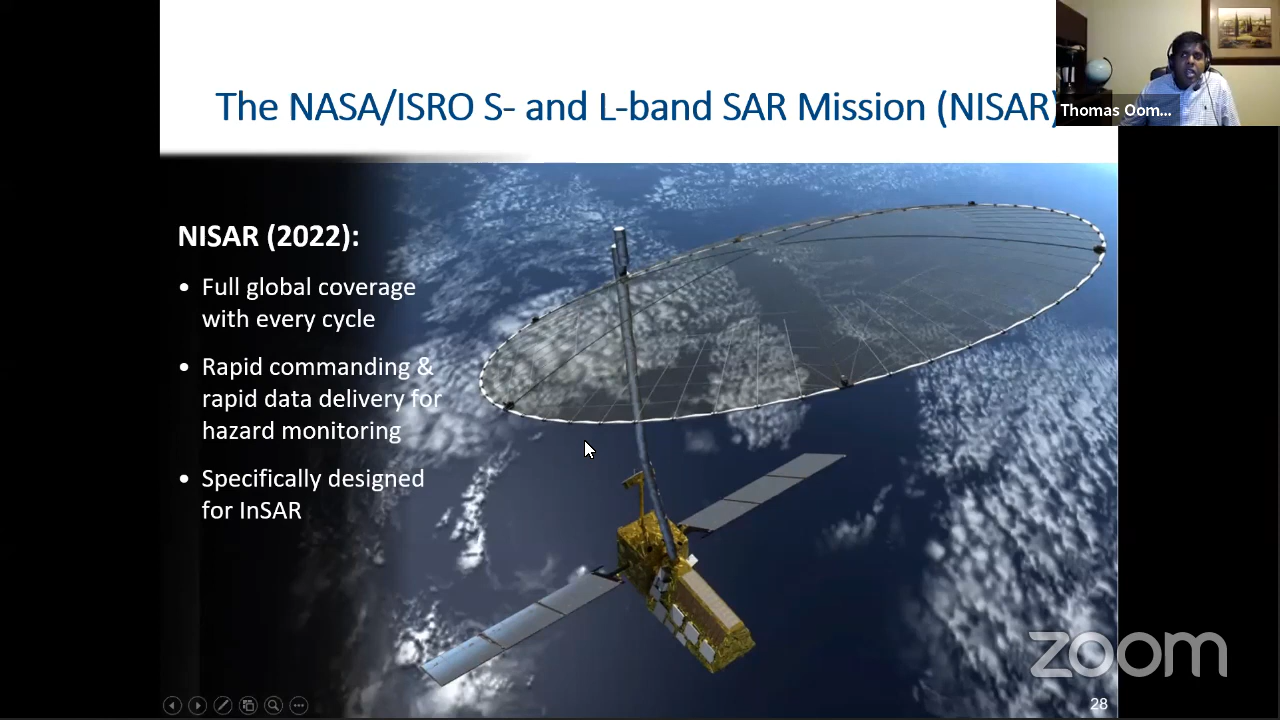 The NASA/ISRO S- and L-band SAR Mission (NISAR)
Thomas Oom...
NISAR (2022):
• Full global coverage
with every cycle
• Rapid commanding &
rapid data delivery for
hazard monitoring
• Specifically designed
for InSAR
zoom
28